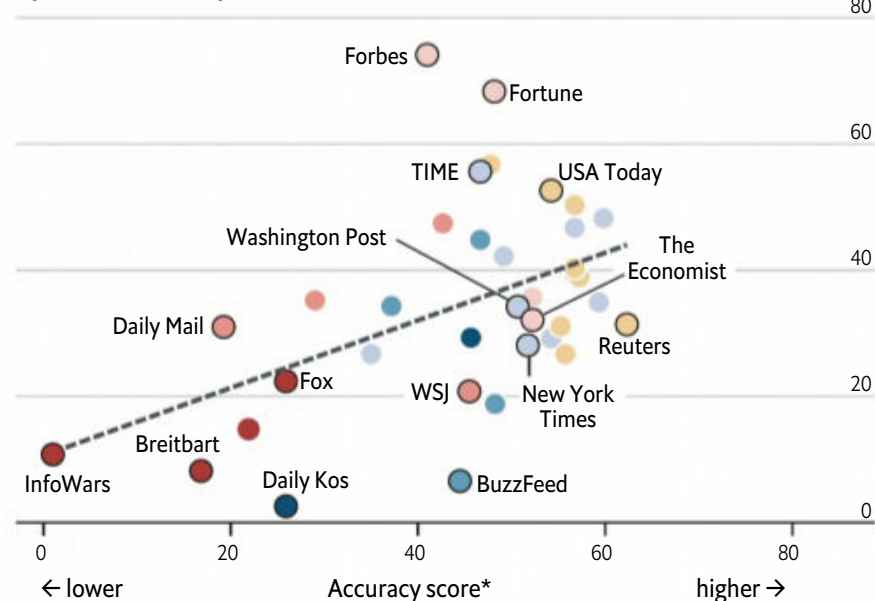 80
Forbes
Fortune
60
TIME
USA Today
Washington Post
The
Economist
40
Daily Mail
Reuters
Fox
WSJ
New York
Times
20
Breitbart
InfoWars
Daily Kos
BuzzFeed
0
0 20 40 60 80
← lower Accuracy score* higher →